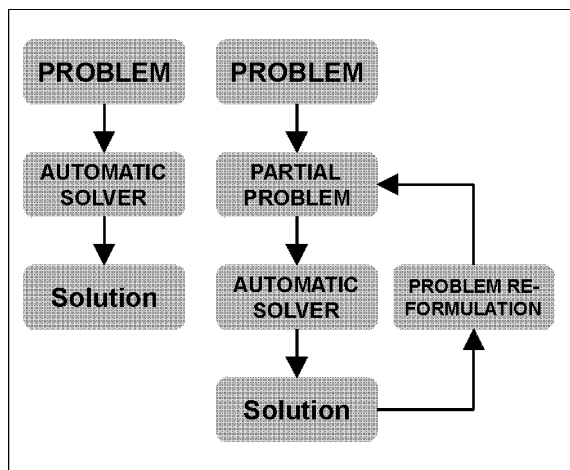 PROBLEM
AUTOMATIC
SOLVER
Solution
PROBLEM
PARTIAL
PROBLEM
AUTOMATIC
SOLVER
Solution
PROBLEM RE-
FORMULATION